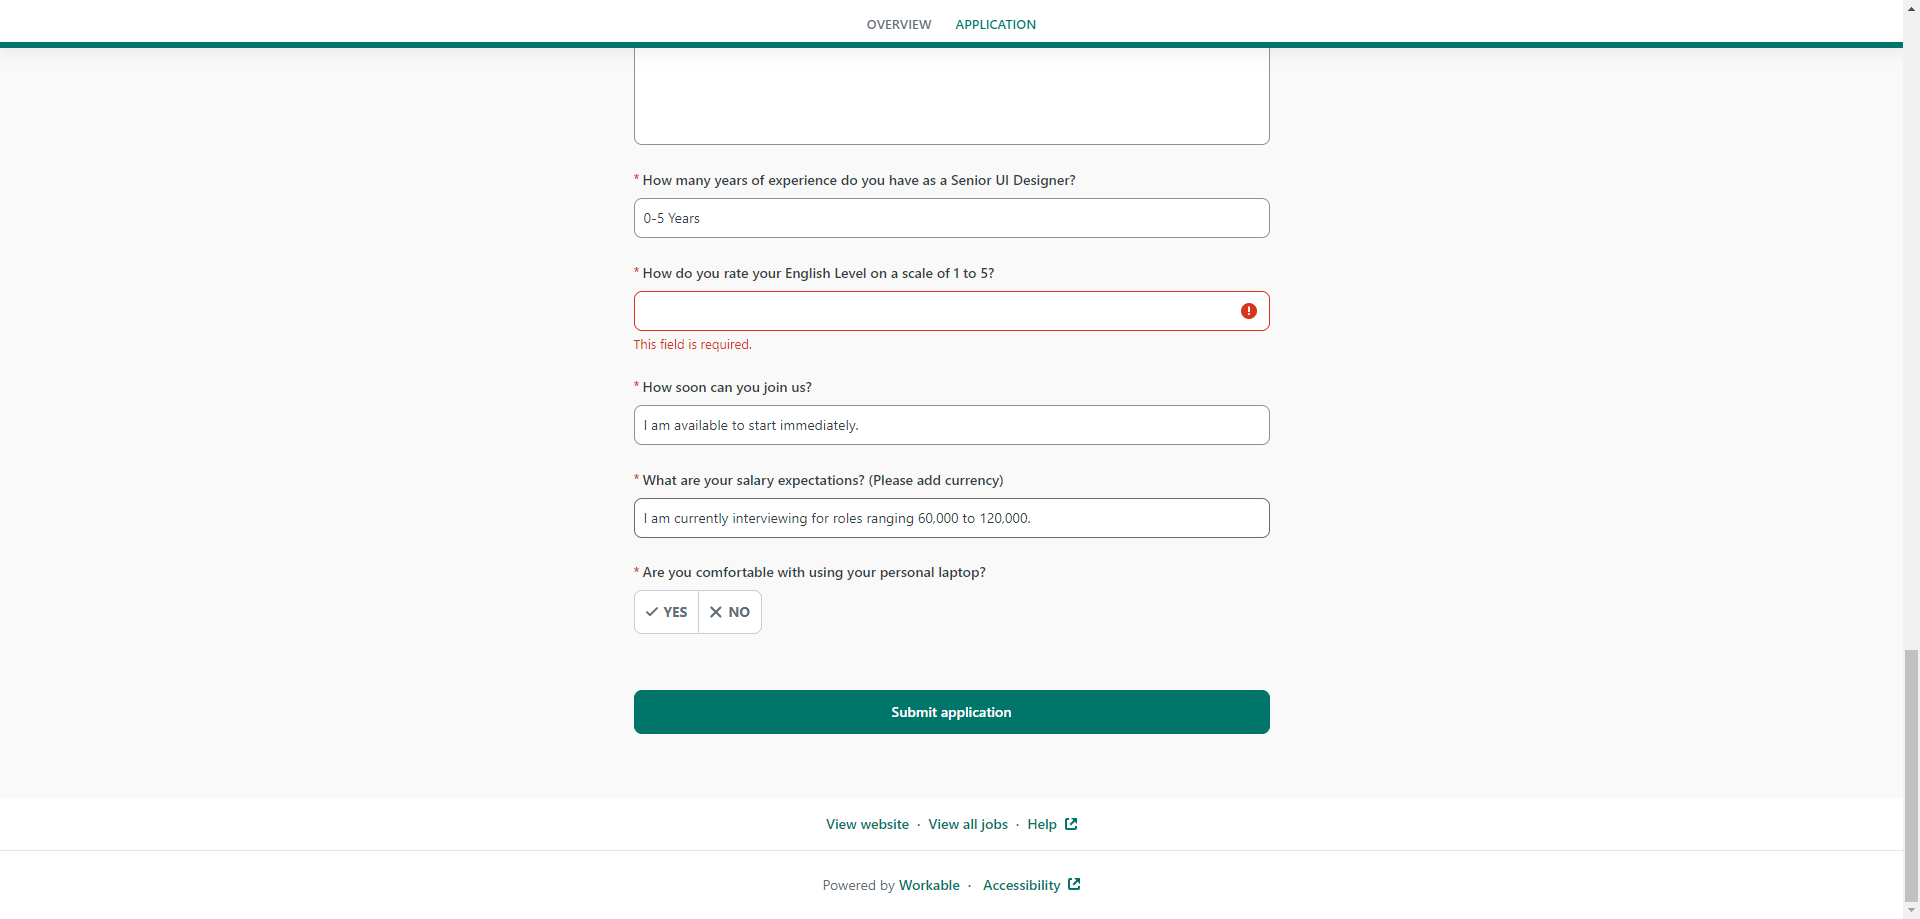 OVERVIEW APPLICATION
* How many years of experience do you have as a Senior UI Designer?
0-5 Years
* How do you rate your English Level on a scale of 1 to 5?
This field is required.
* How soon can you join us?
I am available to start immediately.
* What are your salary expectations? (Please add currency)
I am currently interviewing for roles ranging 60,000 to 120,000.
* Are you comfortable with using your personal laptop?
YES NO
Submit application
View website · View all jobs · Help
Powered by Workable · Accessibility